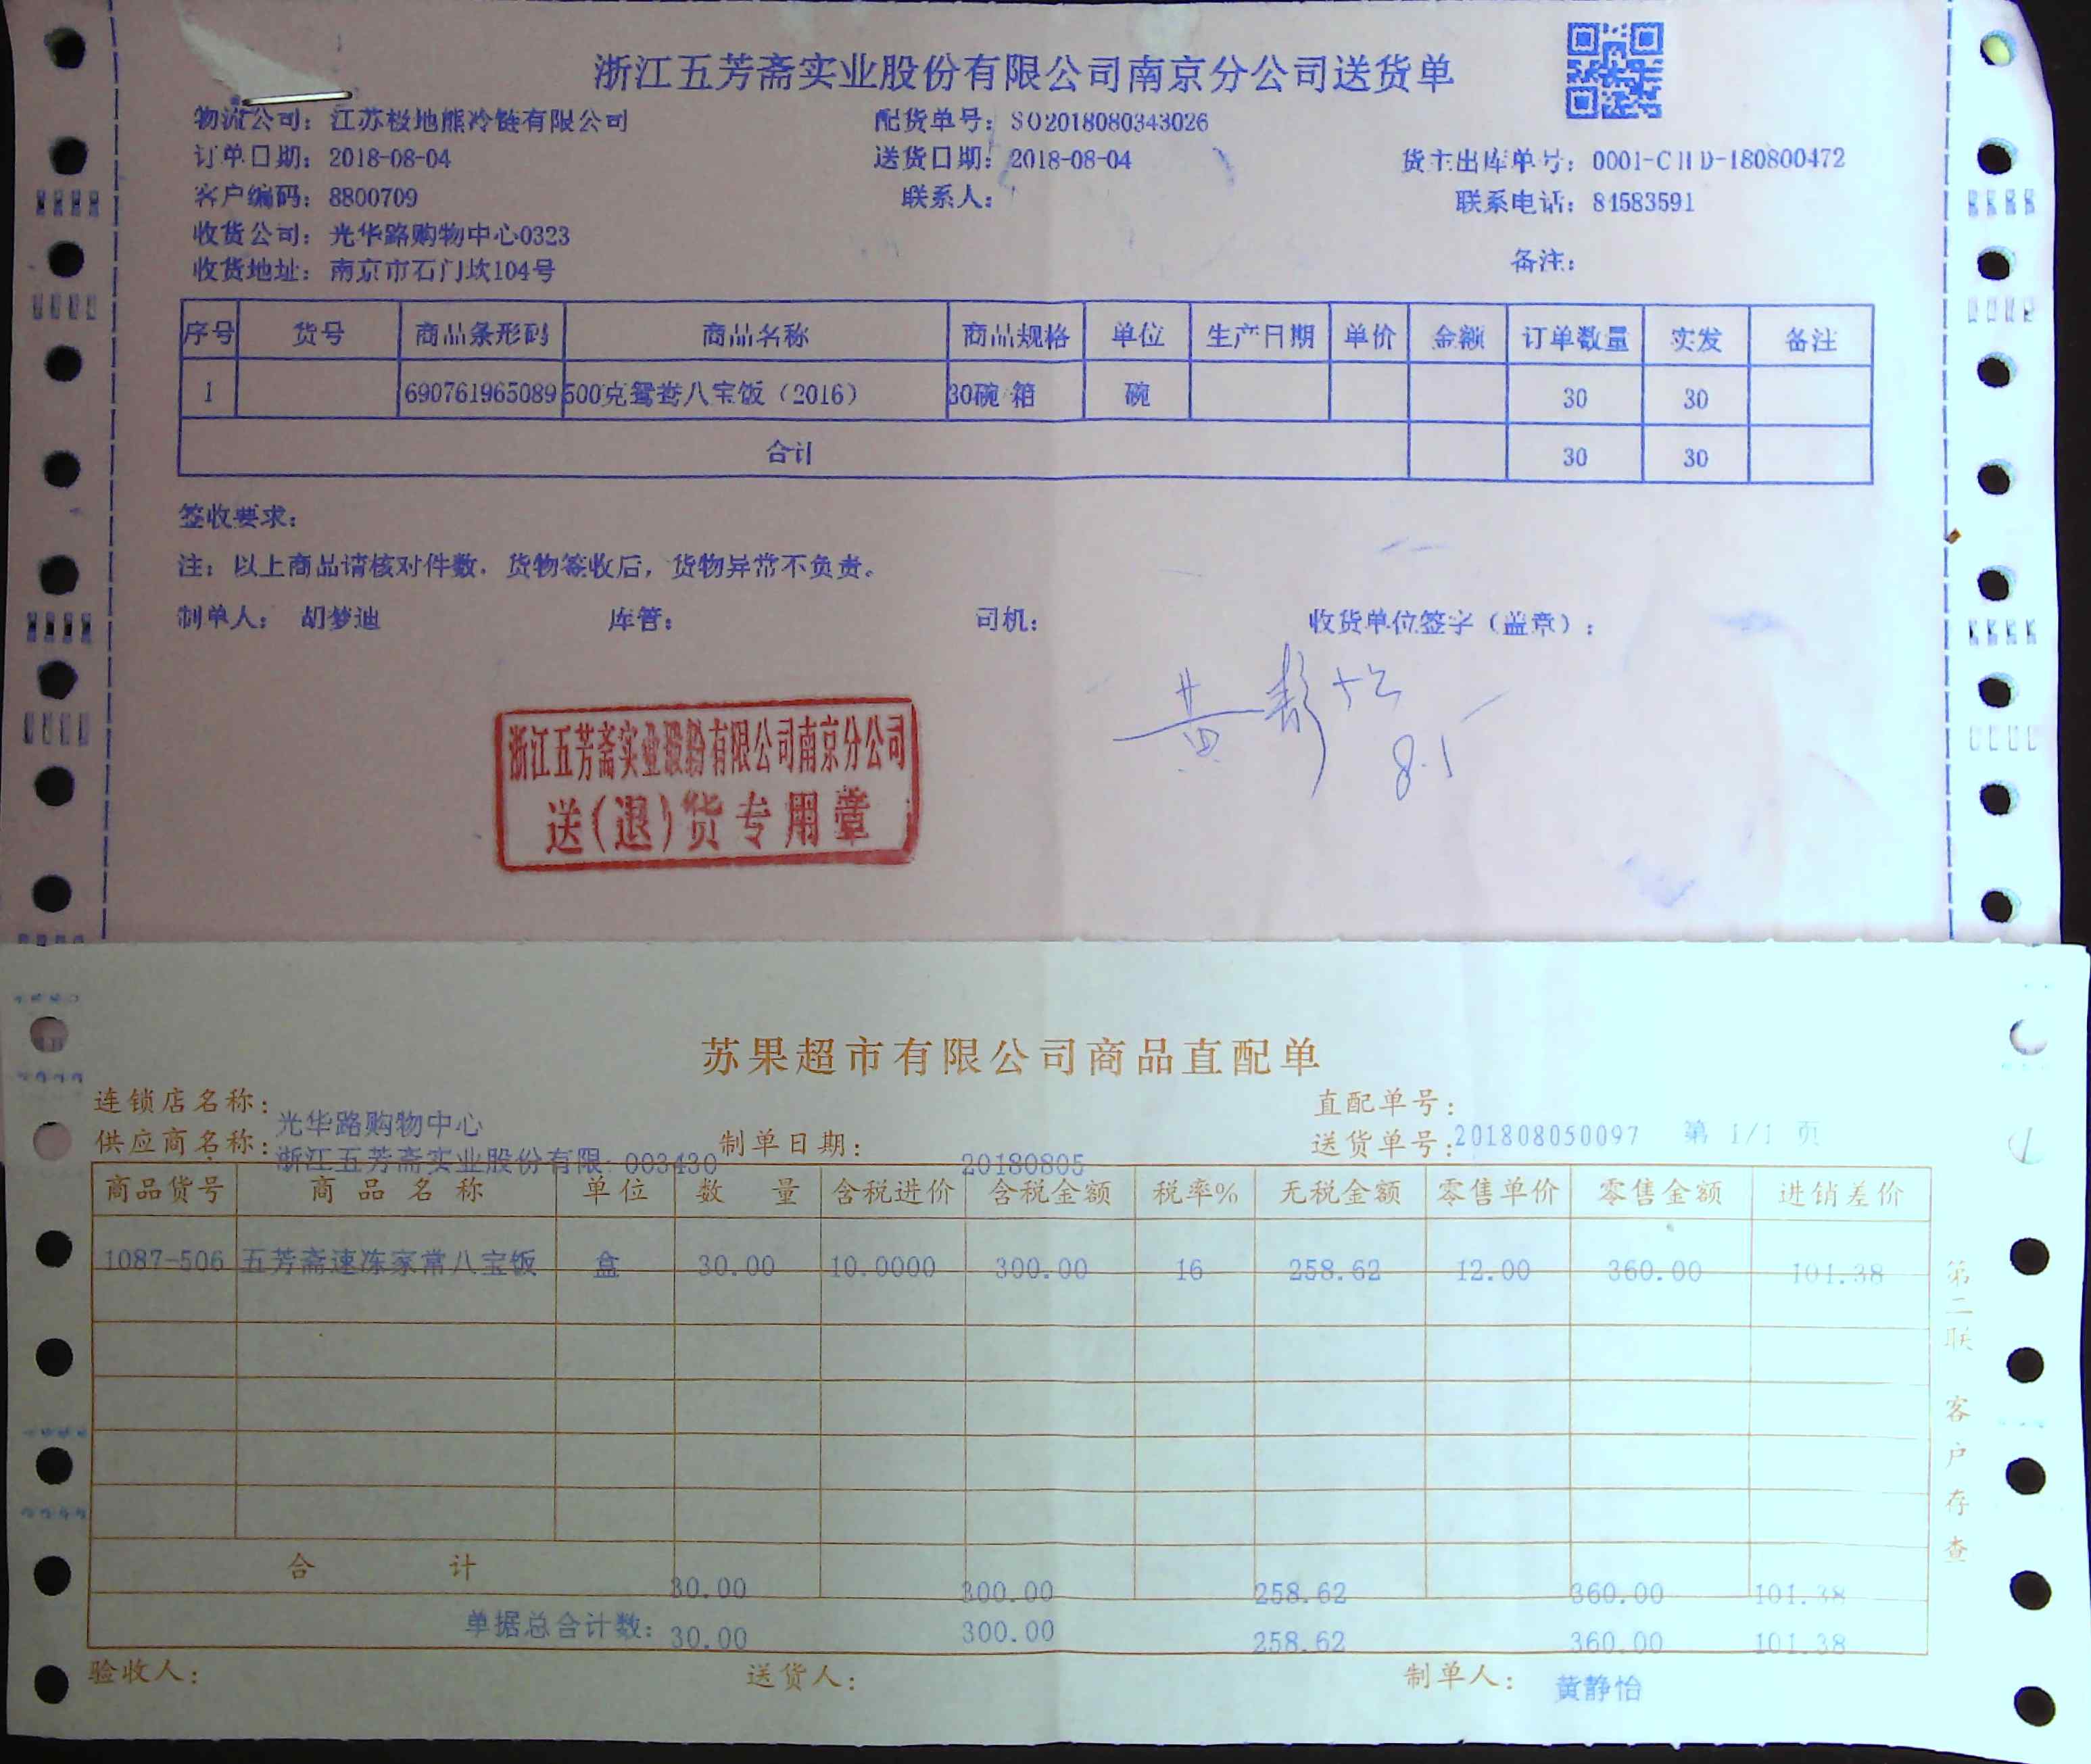 浙江五芳斋实业股份有限公司南京分公司送货单
物流公司：江苏极地熊冷链有限公司 配货单号：SO2018080343026
订单日期：2018-08-04 送货日期：2018-08-04 货主出库单号：0001-CHD-180800472
客户编码：8800709 联系人： 联系电话：84583591
收货公司：光华路购物中心0323
收货地址：南京市石门坎104号 备注：
序号 货号 商品条形码 商品名称 商品规格 单位 生产日期 单价 金额 订单数量 实发 备注
1 690761965089 500克鸳鸯八宝饭（2016） 30碗 箱 碗 30 30
合计 30 30
签收要求：
注：以上商品请核对件数，货物签收后，货物异常不负责。
制单人： 胡梦迪 库管： 司机： 收货单位签字（盖章）：
黄静怡
8.5
浙江五芳斋实业股份有限公司南京分公司
送（退）货专用章
苏果超市有限公司商品直配单
连锁店名称：光华路购物中心 直配单号：
供应商名称：浙江五芳斋实业股份有限 003430 制单日期：20180805 送货单号：201808050097 第 1/1 页
商品货号 商品名称 单位 数量 含税进价 含税金额 税率% 无税金额 零售单价 零售金额 进销差价
1087-506 五芳斋速冻家常八宝饭 盒 30.00 10.0000 300.00 16 258.62 12.00 360.00 101.38
合计 30.00 300.00 258.62 360.00 101.38
单据总合计数： 30.00 300.00 258.62 360.00 101.38
验收人： 送货人： 制单人： 黄静怡
第二联 客户存查